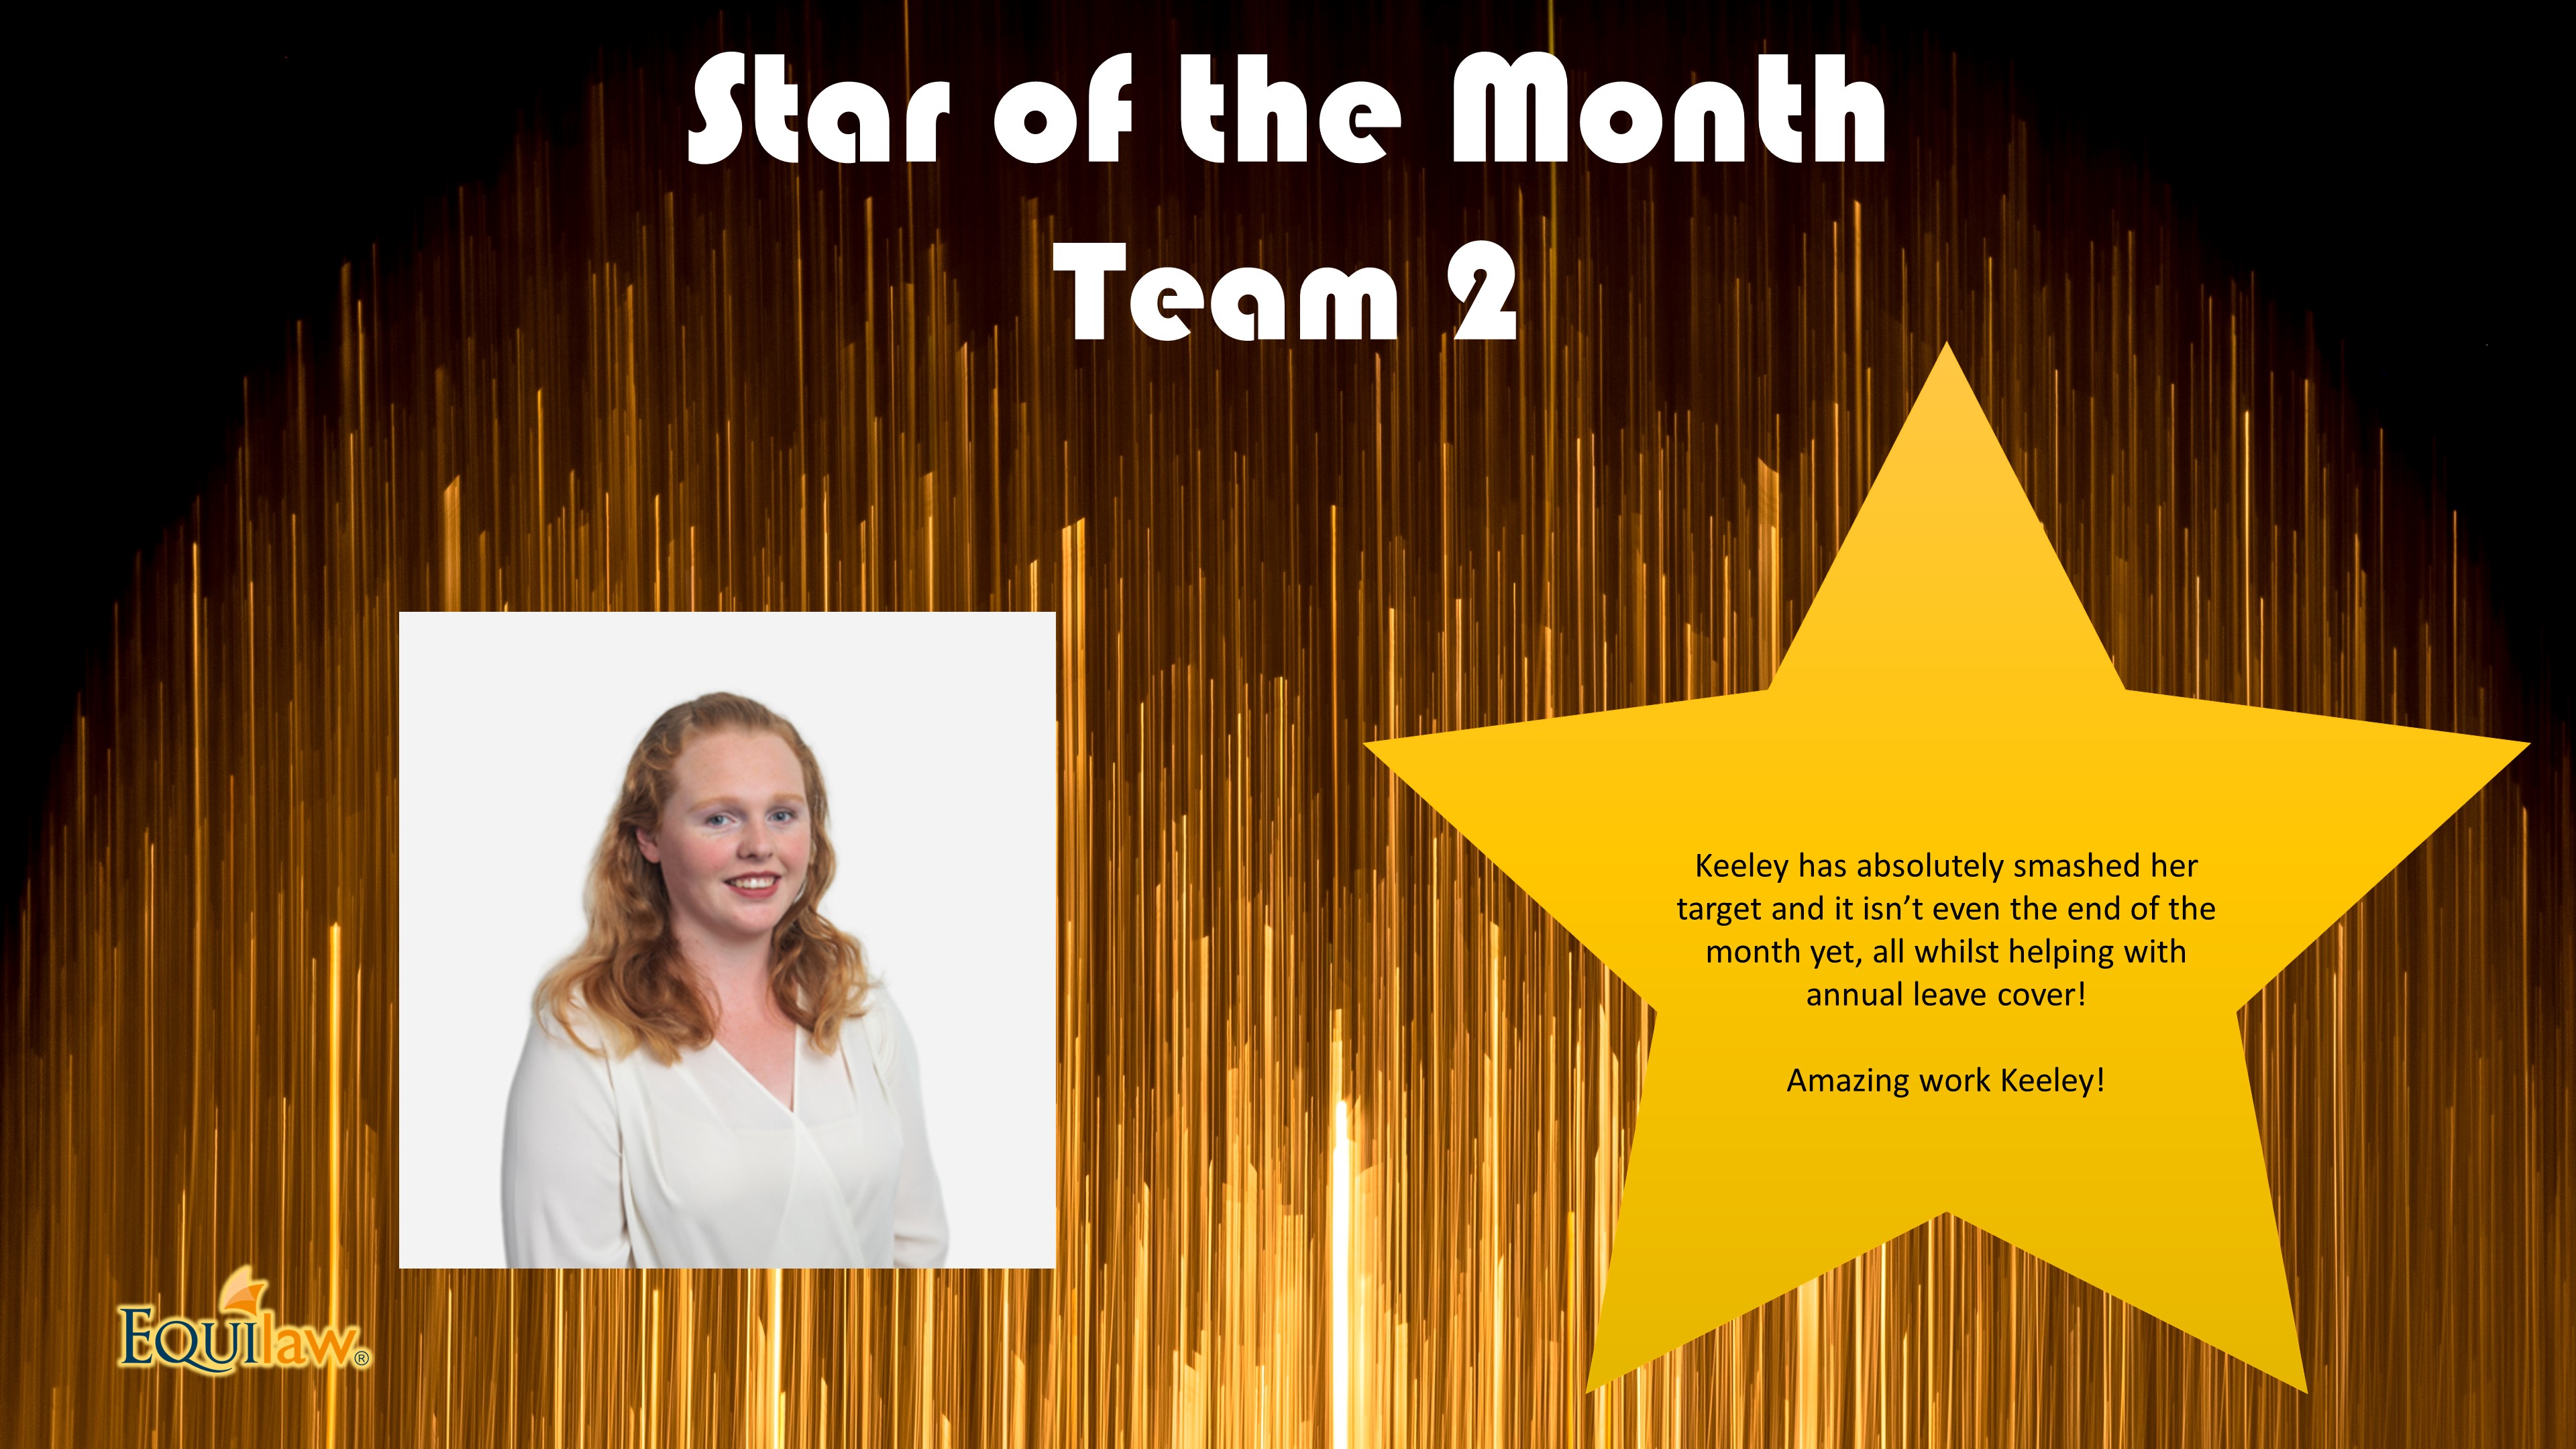 Star of the Month
Team 2
Keeley has absolutely smashed her
target and it isn’t even the end of the
month yet, all whilst helping with
annual leave cover!
Amazing work Keeley!
EQUIlaw®